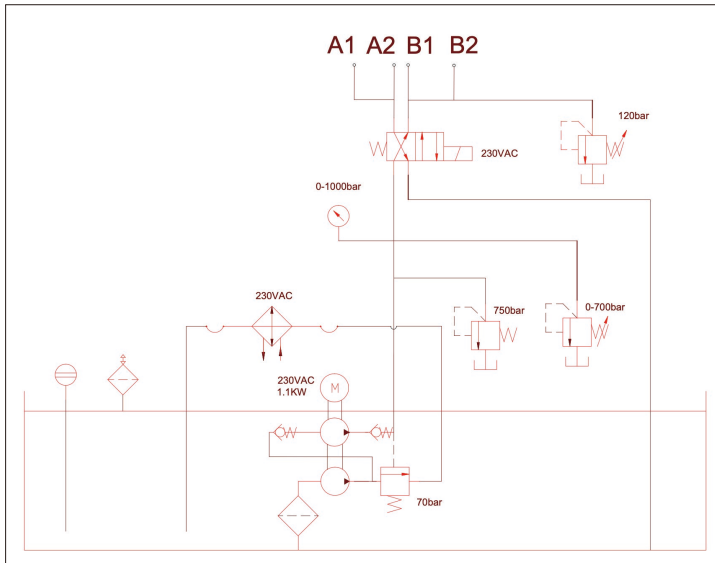 A1 A2 B1 B2
120bar
230VAC
0-1000bar
230VAC
750bar
0-700bar
230VAC
1.1KW
M
70bar